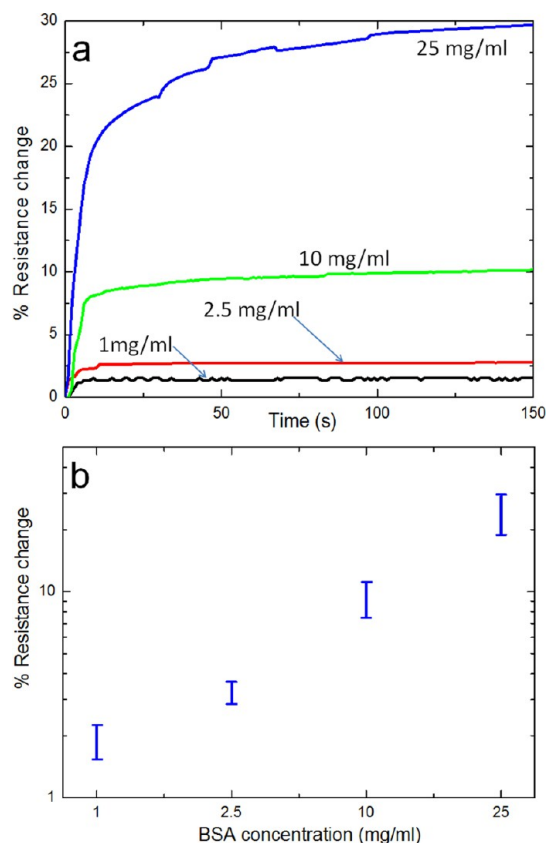 a
30
25
20
15
10
5
0
% Resistance change
25 mg/ml
10 mg/ml
2.5 mg/ml
1mg/ml
0 50 100 150
Time (s)
b
10
1
% Resistance change
1 2.5 10 25
BSA concentration (mg/ml)